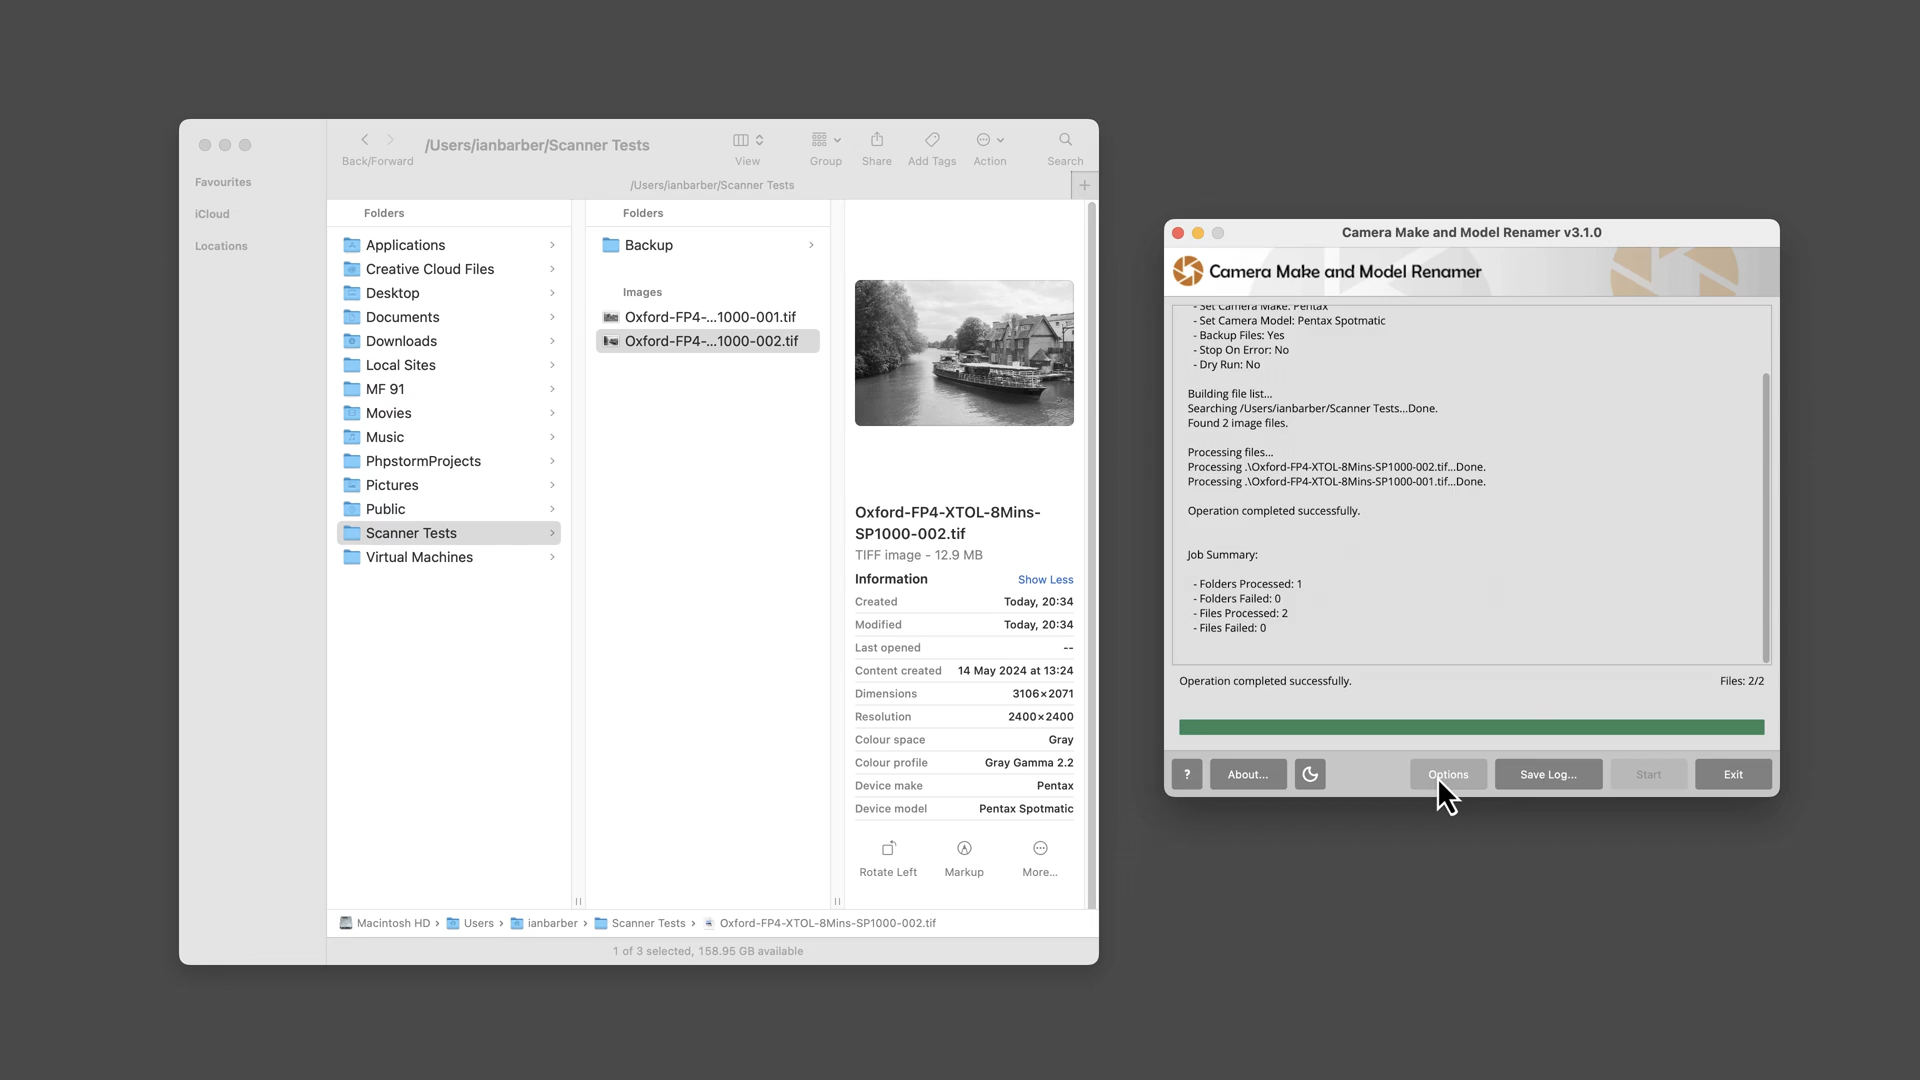 /Users/ianbarber/Scanner Tests
Back/Forward
View
Group
Share
Add Tags
Action
Search
Favourites
iCloud
Locations
/Users/ianbarber/Scanner Tests
Folders
Applications
Creative Cloud Files
Desktop
Documents
Downloads
Local Sites
MF 91
Movies
Music
PhpstormProjects
Pictures
Public
Scanner Tests
Virtual Machines
Folders
Backup
Images
Oxford-FP4-...1000-001.tif
Oxford-FP4-...1000-002.tif
Oxford-FP4-XTOL-8Mins-
SP1000-002.tif
TIFF image - 12.9 MB
Information Show Less
Created Today, 20:34
Modified Today, 20:34
Last opened --
Content created 14 May 2024 at 13:24
Dimensions 3106×2071
Resolution 2400×2400
Colour space Gray
Colour profile Gray Gamma 2.2
Device make Pentax
Device model Pentax Spotmatic
Rotate Left
Markup
More...
Macintosh HD › Users › ianbarber › Scanner Tests › Oxford-FP4-XTOL-8Mins-SP1000-002.tif
1 of 3 selected, 158.95 GB available
Camera Make and Model Renamer v3.1.0
Camera Make and Model Renamer
- Set Camera Make: Pentax
- Set Camera Model: Pentax Spotmatic
- Backup Files: Yes
- Stop On Error: No
- Dry Run: No
Building file list...
Searching /Users/ianbarber/Scanner Tests...Done.
Found 2 image files.
Processing files...
Processing .\Oxford-FP4-XTOL-8Mins-SP1000-002.tif...Done.
Processing .\Oxford-FP4-XTOL-8Mins-SP1000-001.tif...Done.
Operation completed successfully.
Job Summary:
- Folders Processed: 1
- Folders Failed: 0
- Files Processed: 2
- Files Failed: 0
Operation completed successfully. Files: 2/2
? About... Options Save Log... Start Exit